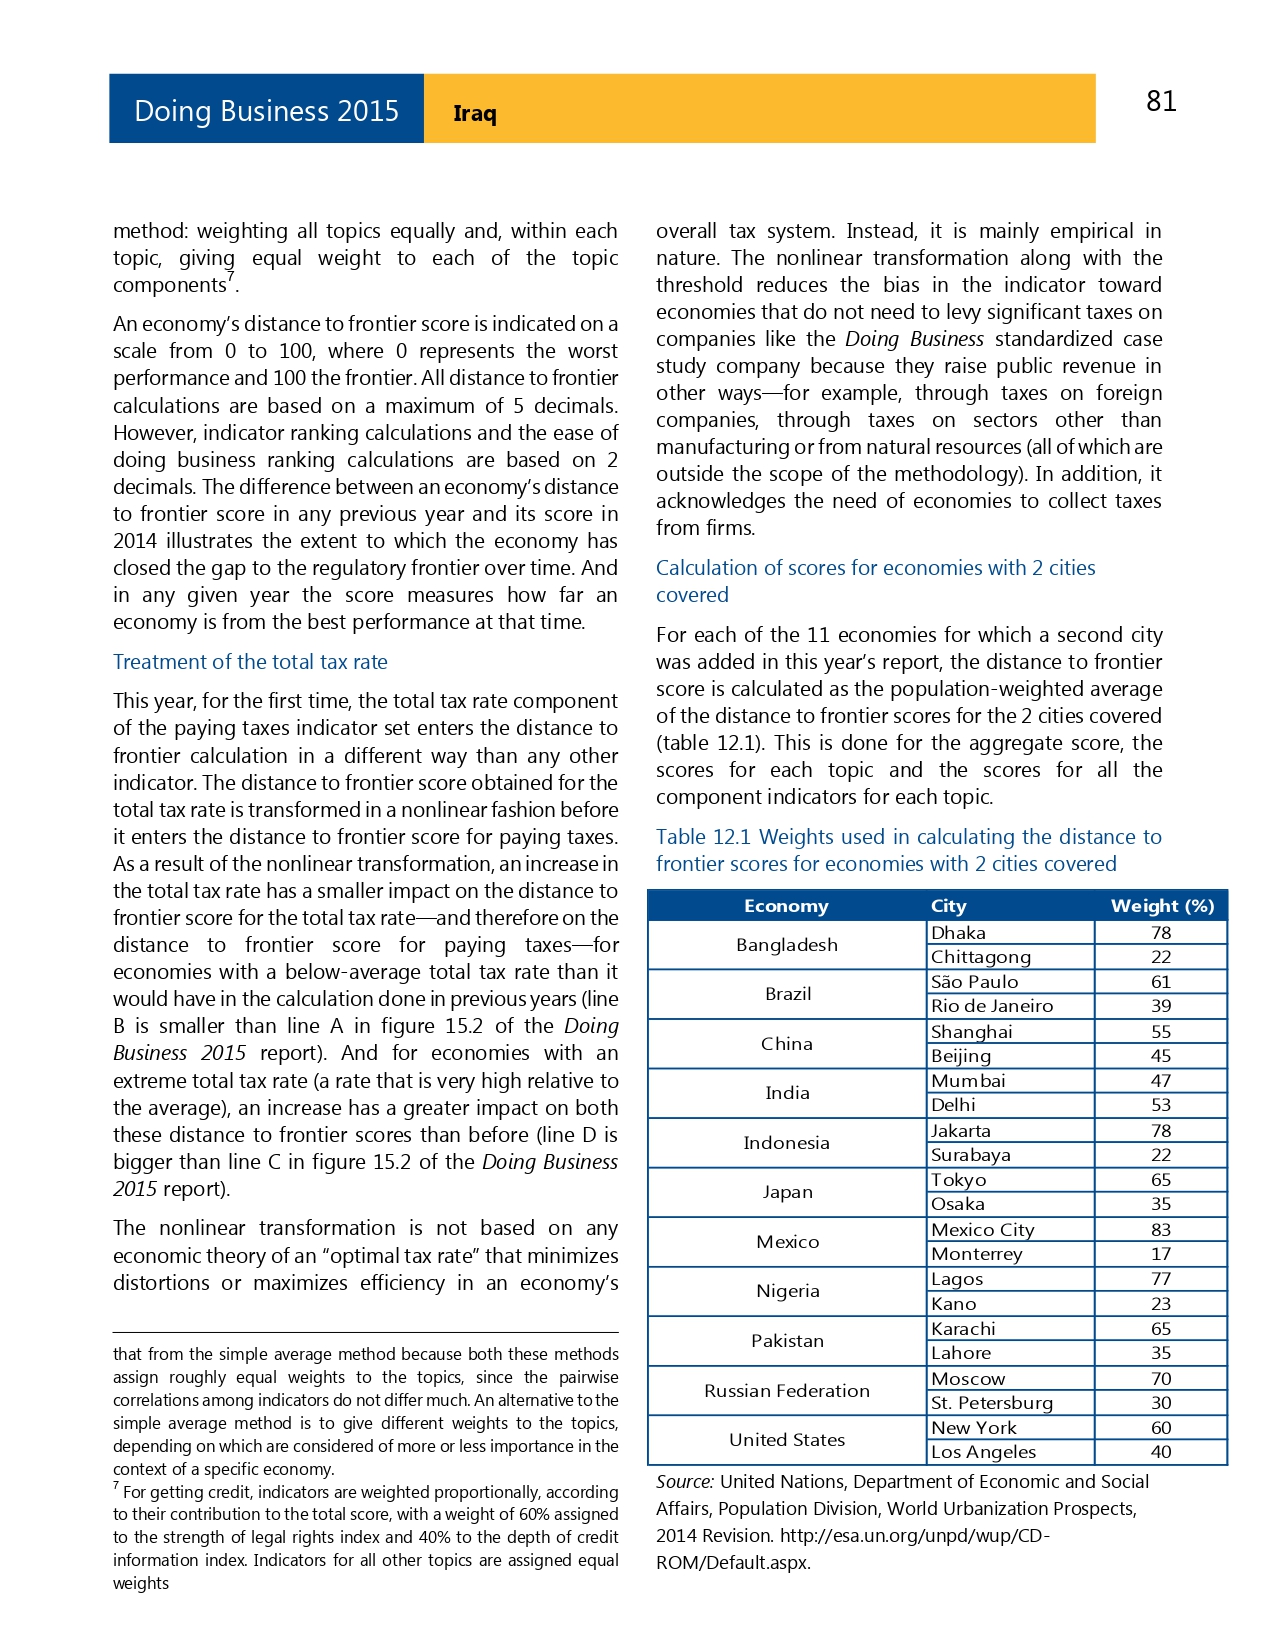 Doing Business 2015
Iraq
81
method: weighting all topics equally and, within each
topic, giving equal weight to each of the topic
components⁷.
An economy’s distance to frontier score is indicated on a
scale from 0 to 100, where 0 represents the worst
performance and 100 the frontier. All distance to frontier
calculations are based on a maximum of 5 decimals.
However, indicator ranking calculations and the ease of
doing business ranking calculations are based on 2
decimals. The difference between an economy’s distance
to frontier score in any previous year and its score in
2014 illustrates the extent to which the economy has
closed the gap to the regulatory frontier over time. And
in any given year the score measures how far an
economy is from the best performance at that time.
Treatment of the total tax rate
This year, for the first time, the total tax rate component
of the paying taxes indicator set enters the distance to
frontier calculation in a different way than any other
indicator. The distance to frontier score obtained for the
total tax rate is transformed in a nonlinear fashion before
it enters the distance to frontier score for paying taxes.
As a result of the nonlinear transformation, an increase in
the total tax rate has a smaller impact on the distance to
frontier score for the total tax rate—and therefore on the
distance to frontier score for paying taxes—for
economies with a below-average total tax rate than it
would have in the calculation done in previous years (line
B is smaller than line A in figure 15.2 of the Doing
Business 2015 report). And for economies with an
extreme total tax rate (a rate that is very high relative to
the average), an increase has a greater impact on both
these distance to frontier scores than before (line D is
bigger than line C in figure 15.2 of the Doing Business
2015 report).
The nonlinear transformation is not based on any
economic theory of an “optimal tax rate” that minimizes
distortions or maximizes efficiency in an economy’s
that from the simple average method because both these methods
assign roughly equal weights to the topics, since the pairwise
correlations among indicators do not differ much. An alternative to the
simple average method is to give different weights to the topics,
depending on which are considered of more or less importance in the
context of a specific economy.
⁷ For getting credit, indicators are weighted proportionally, according
to their contribution to the total score, with a weight of 60% assigned
to the strength of legal rights index and 40% to the depth of credit
information index. Indicators for all other topics are assigned equal
weights
overall tax system. Instead, it is mainly empirical in
nature. The nonlinear transformation along with the
threshold reduces the bias in the indicator toward
economies that do not need to levy significant taxes on
companies like the Doing Business standardized case
study company because they raise public revenue in
other ways—for example, through taxes on foreign
companies, through taxes on sectors other than
manufacturing or from natural resources (all of which are
outside the scope of the methodology). In addition, it
acknowledges the need of economies to collect taxes
from firms.
Calculation of scores for economies with 2 cities
covered
For each of the 11 economies for which a second city
was added in this year’s report, the distance to frontier
score is calculated as the population-weighted average
of the distance to frontier scores for the 2 cities covered
(table 12.1). This is done for the aggregate score, the
scores for each topic and the scores for all the
component indicators for each topic.
Table 12.1 Weights used in calculating the distance to
frontier scores for economies with 2 cities covered
Economy City Weight (%)
Bangladesh
Dhaka 78
Chittagong 22
Brazil
São Paulo 61
Rio de Janeiro 39
China
Shanghai 55
Beijing 45
India
Mumbai 47
Delhi 53
Indonesia
Jakarta 78
Surabaya 22
Japan
Tokyo 65
Osaka 35
Mexico
Mexico City 83
Monterrey 17
Nigeria
Lagos 77
Kano 23
Pakistan
Karachi 65
Lahore 35
Russian Federation
Moscow 70
St. Petersburg 30
United States
New York 60
Los Angeles 40
Source: United Nations, Department of Economic and Social
Affairs, Population Division, World Urbanization Prospects,
2014 Revision. http://esa.un.org/unpd/wup/CD-
ROM/Default.aspx.